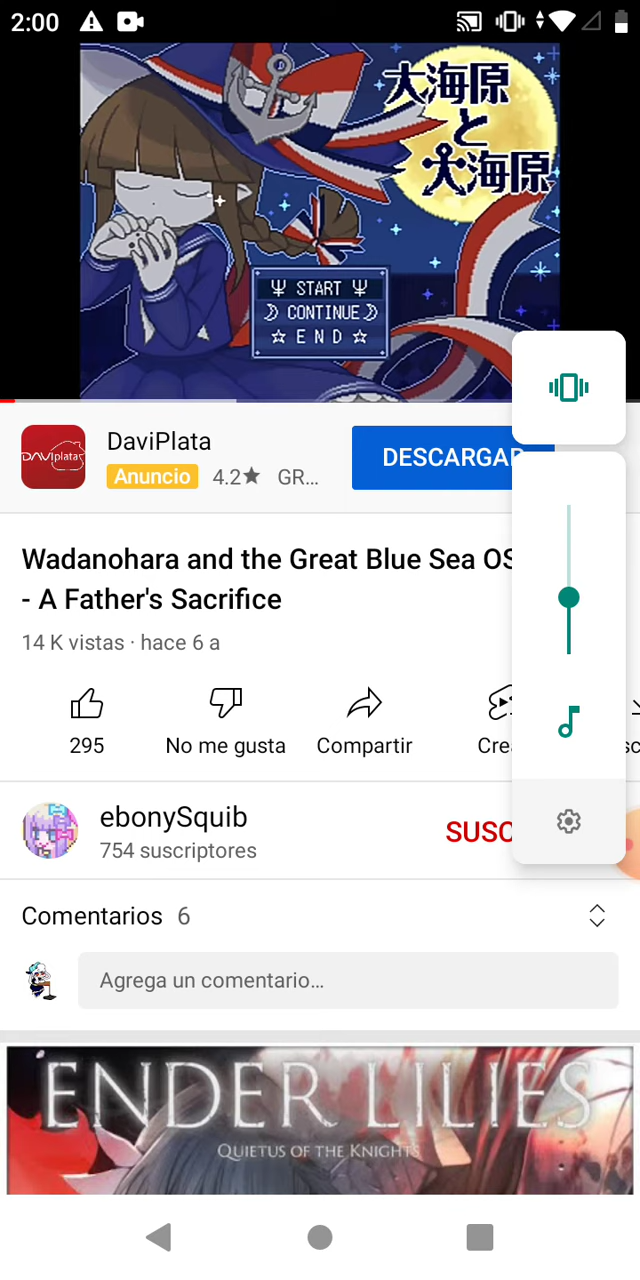 2:00
大海原
と
大海原
START
CONTINUE
END
DAVIplata
DaviPlata
Anuncio 4.2★ GR...
DESCARGAR
Wadanohara and the Great Blue Sea OS
- A Father's Sacrifice
14 K vistas · hace 6 a
295 No me gusta Compartir Cre
ebonySquib
754 suscriptores
SUSC
Comentarios 6
Agrega un comentario...
ENDER LILIES
QUIETUS OF THE KNIGHTS